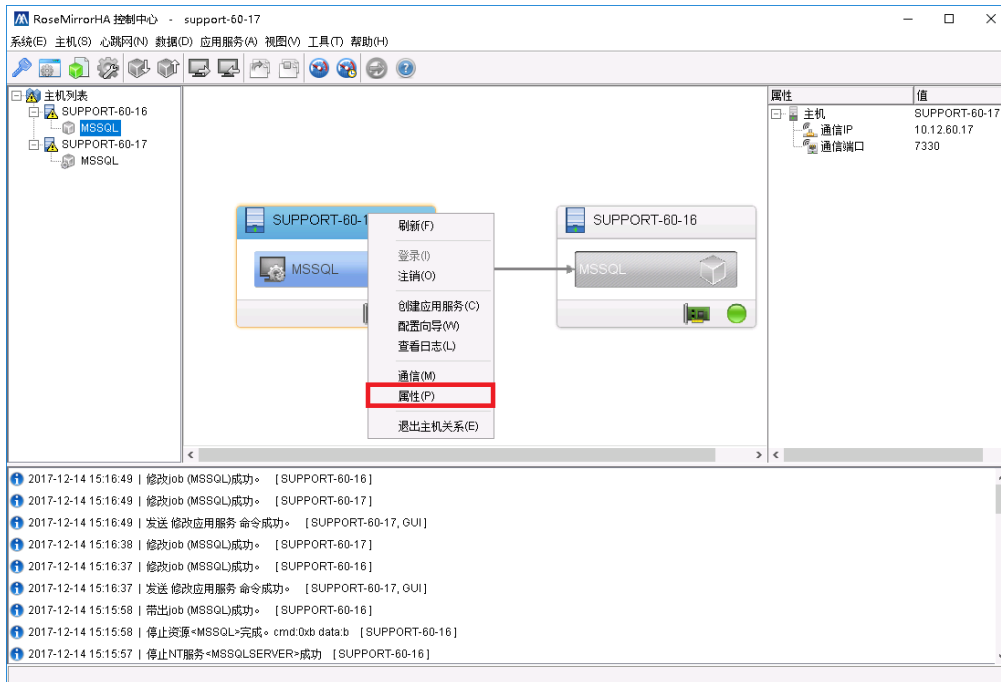 RoseMirrorHA 控制中心 - support-60-17
系统(E) 主机(S) 心跳网(N) 数据(D) 应用服务(A) 视图(V) 工具(T) 帮助(H)
主机列表
SUPPORT-60-16
MSSQL
SUPPORT-60-17
MSSQL
SUPPORT-60-1
MSSQL
刷新(F)
登录(I)
注销(O)
创建应用服务(C)
配置向导(W)
查看日志(L)
通信(M)
属性(P)
退出主机关系(E)
SUPPORT-60-16
MSSQL
属性 值
主机 SUPPORT-60-17
通信IP 10.12.60.17
通信端口 7330
2017-12-14 15:16:49 | 修改job (MSSQL)成功。 [SUPPORT-60-16]
2017-12-14 15:16:49 | 修改job (MSSQL)成功。 [SUPPORT-60-17]
2017-12-14 15:16:49 | 发送 修改应用服务 命令成功。 [SUPPORT-60-17, GUI]
2017-12-14 15:16:38 | 修改job (MSSQL)成功。 [SUPPORT-60-17]
2017-12-14 15:16:37 | 修改job (MSSQL)成功。 [SUPPORT-60-16]
2017-12-14 15:16:37 | 发送 修改应用服务 命令成功。 [SUPPORT-60-17, GUI]
2017-12-14 15:15:58 | 带出job (MSSQL)成功。 [SUPPORT-60-16]
2017-12-14 15:15:58 | 停止资源<MSSQL>完成。cmd:0xb data:b [SUPPORT-60-16]
2017-12-14 15:15:57 | 停止NT服务<MSSQLSERVER>成功 [SUPPORT-60-16]